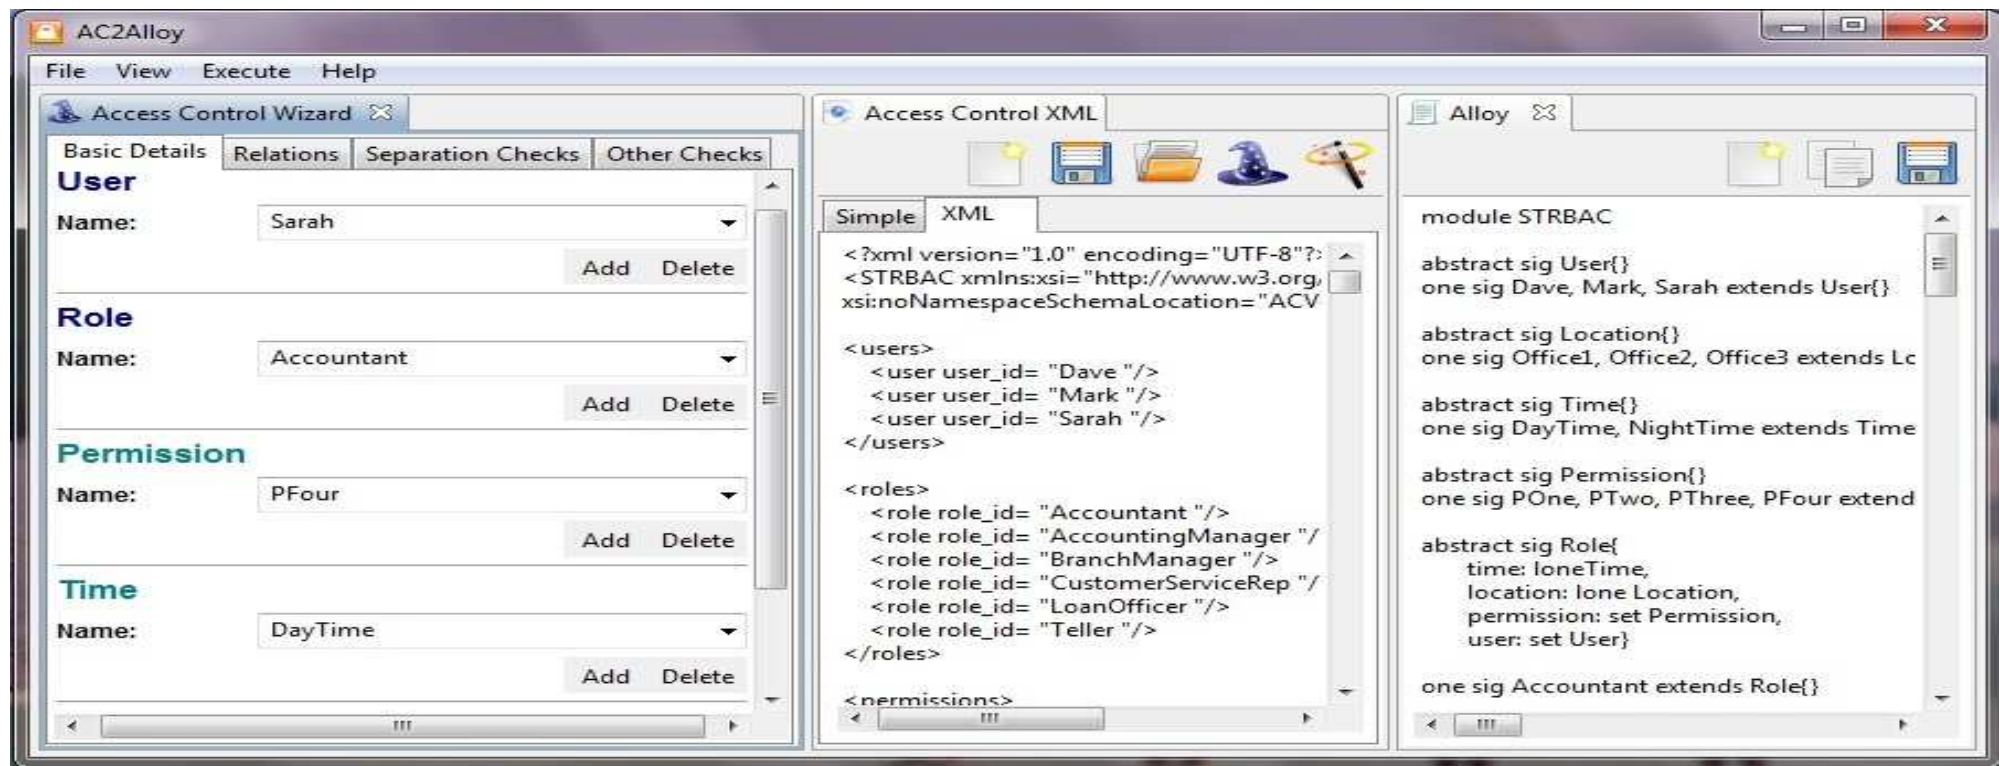 AC2Alloy
File View Execute Help
Access Control Wizard
Basic Details Relations Separation Checks Other Checks
User
Name: Sarah
Add Delete
Role
Name: Accountant
Add Delete
Permission
Name: PFour
Add Delete
Time
Name: DayTime
Add Delete
Access Control XML
Simple XML
<?xml version="1.0" encoding="UTF-8"?>
<STRBAC xmlns:xsi="http://www.w3.org/
xsi:noNamespaceSchemaLocation="ACV
<users>
<user user_id= "Dave "/>
<user user_id= "Mark "/>
<user user_id= "Sarah "/>
</users>
<roles>
<role role_id= "Accountant "/>
<role role_id= "AccountingManager "/
<role role_id= "BranchManager "/>
<role role_id= "CustomerServiceRep "/
<role role_id= "LoanOfficer "/>
<role role_id= "Teller "/>
</roles>
<permissions>
Alloy
module STRBAC
abstract sig User{}
one sig Dave, Mark, Sarah extends User{}
abstract sig Location{}
one sig Office1, Office2, Office3 extends Lc
abstract sig Time{}
one sig DayTime, NightTime extends Time
abstract sig Permission{}
one sig POne, PTwo, PThree, PFour extend
abstract sig Role{
time: loneTime,
location: lone Location,
permission: set Permission,
user: set User}
one sig Accountant extends Role{}